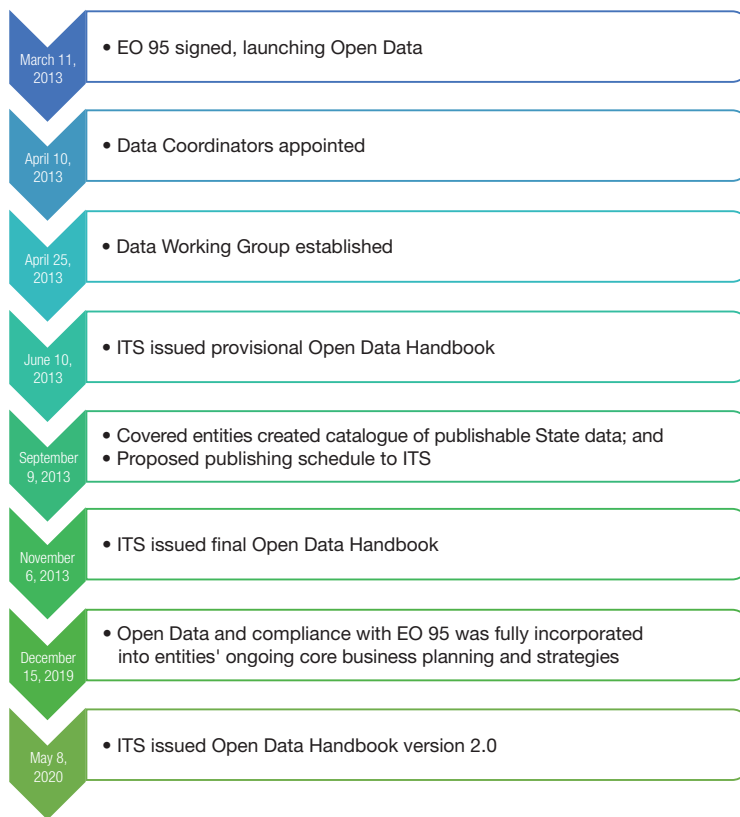 March 11,
2013
• EO 95 signed, launching Open Data
April 10,
2013
• Data Coordinators appointed
April 25,
2013
• Data Working Group established
June 10,
2013
• ITS issued provisional Open Data Handbook
September
9, 2013
• Covered entities created catalogue of publishable State data; and
• Proposed publishing schedule to ITS
November
6, 2013
• ITS issued final Open Data Handbook
December
15, 2019
• Open Data and compliance with EO 95 was fully incorporated
into entities' ongoing core business planning and strategies
May 8,
2020
• ITS issued Open Data Handbook version 2.0